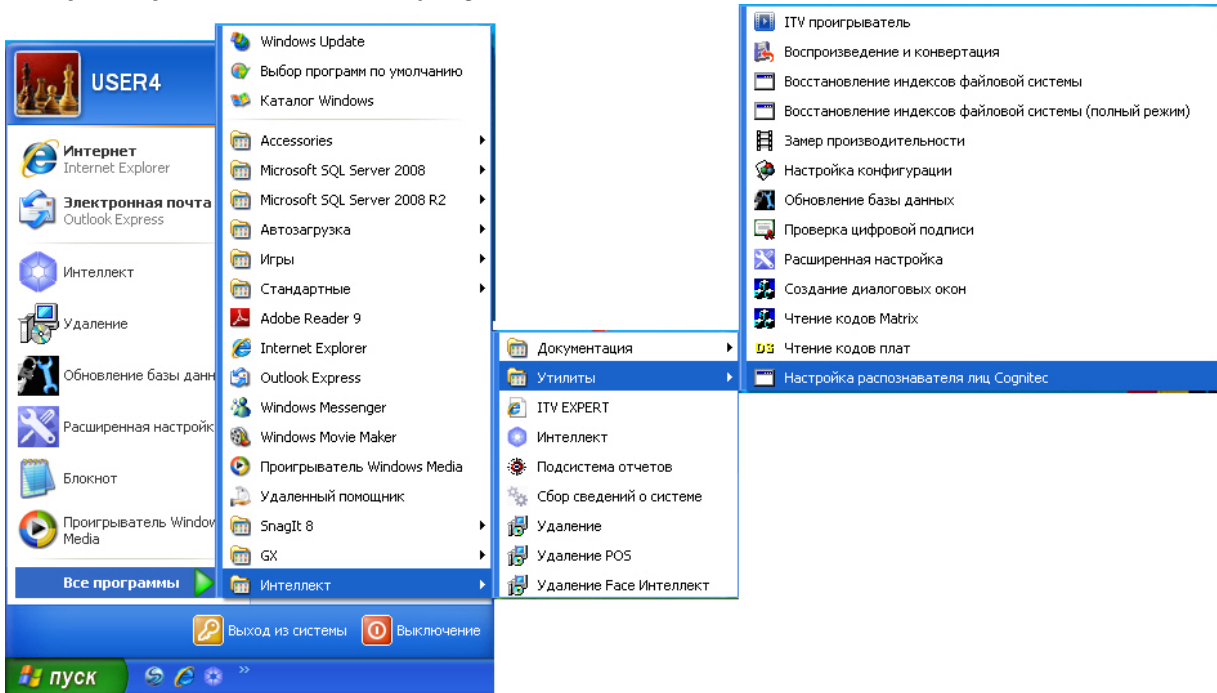 USER4
Интернет
Internet Explorer
Электронная почта
Outlook Express
Интеллект
Удаление
Обновление базы данн
Расширенная настройк
Блокнот
Проигрыватель Window
Media
Все программы
Выход из системы
Выключение
пуск
»
Windows Update
Выбор программ по умолчанию
Каталог Windows
Accessories
Microsoft SQL Server 2008
Microsoft SQL Server 2008 R2
Автозагрузка
Игры
Стандартные
Adobe Reader 9
Internet Explorer
Outlook Express
Windows Messenger
Windows Movie Maker
Проигрыватель Windows Media
Удаленный помощник
SnagIt 8
GX
Интеллект
Документация
Утилиты
ITV EXPERT
Интеллект
Подсистема отчетов
Сбор сведений о системе
Удаление
Удаление POS
Удаление Face Интеллект
ITV проигрыватель
Воспроизведение и конвертация
Восстановление индексов файловой системы
Восстановление индексов файловой системы (полный режим)
Замер производительности
Настройка конфигурации
Обновление базы данных
Проверка цифровой подписи
Расширенная настройка
Создание диалоговых окон
Чтение кодов Matrix
Чтение кодов плат
Настройка распознавателя лиц Cognitec